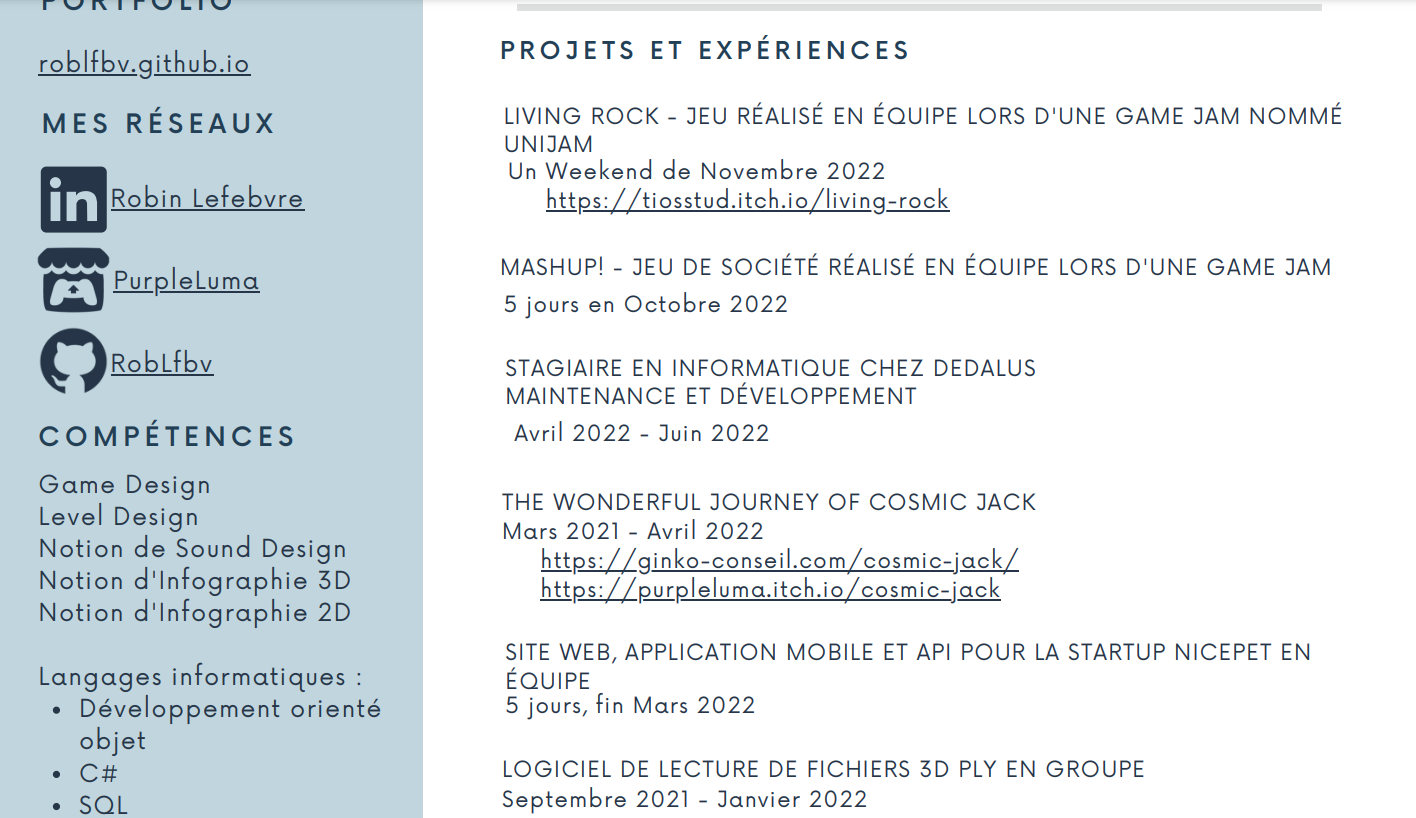 PORTFOLIO
roblfbv.github.io
MES RÉSEAUX
in Robin Lefebvre
PurpleLuma
RobLfbv
COMPÉTENCES
Game Design
Level Design
Notion de Sound Design
Notion d'Infographie 3D
Notion d'Infographie 2D
Langages informatiques :
• Développement orienté
objet
• C#
• SQL
PROJETS ET EXPÉRIENCES
LIVING ROCK - JEU RÉALISÉ EN ÉQUIPE LORS D'UNE GAME JAM NOMMÉ
UNIJAM
Un Weekend de Novembre 2022
https://tiosstud.itch.io/living-rock
MASHUP! - JEU DE SOCIÉTÉ RÉALISÉ EN ÉQUIPE LORS D'UNE GAME JAM
5 jours en Octobre 2022
STAGIAIRE EN INFORMATIQUE CHEZ DEDALUS
MAINTENANCE ET DÉVELOPPEMENT
Avril 2022 - Juin 2022
THE WONDERFUL JOURNEY OF COSMIC JACK
Mars 2021 - Avril 2022
https://ginko-conseil.com/cosmic-jack/
https://purpleluma.itch.io/cosmic-jack
SITE WEB, APPLICATION MOBILE ET API POUR LA STARTUP NICEPET EN
ÉQUIPE
5 jours, fin Mars 2022
LOGICIEL DE LECTURE DE FICHIERS 3D PLY EN GROUPE
Septembre 2021 - Janvier 2022